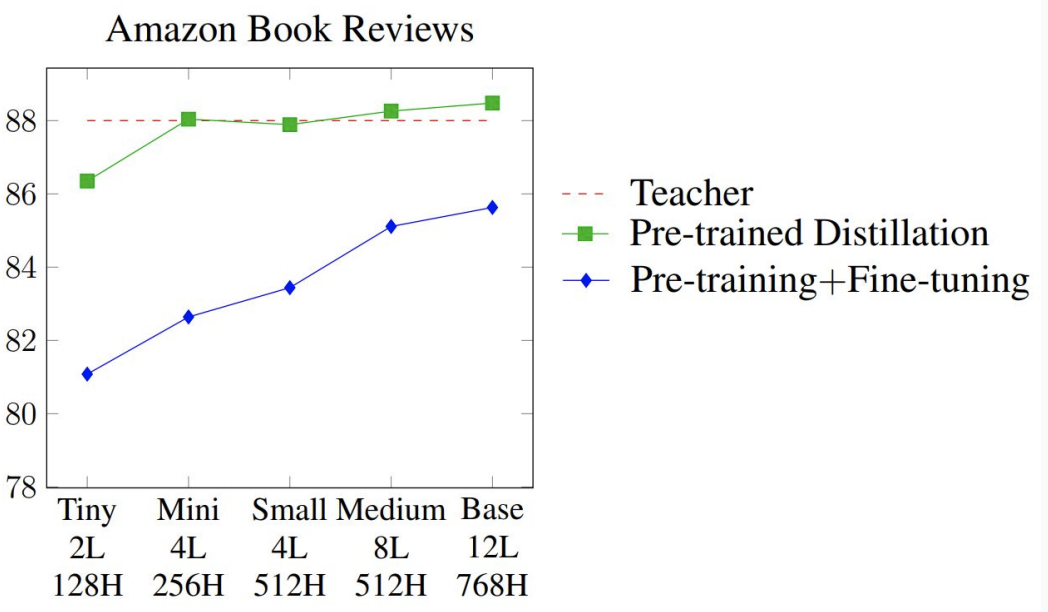 Amazon Book Reviews
88
86
84
82
80
78
Tiny Mini Small Medium Base
2L 4L 4L 8L 12L
128H 256H 512H 512H 768H
Teacher
Pre-trained Distillation
Pre-training+Fine-tuning